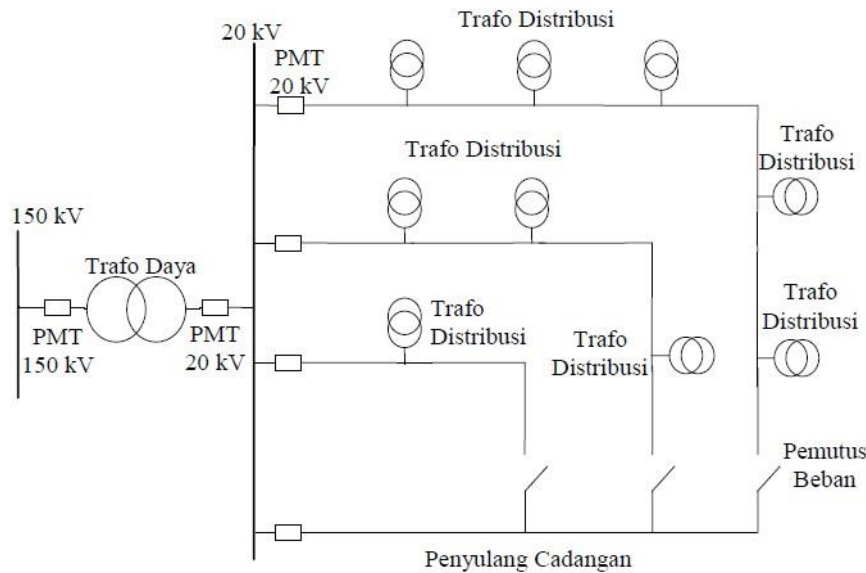 20 kV
PMT
20 kV
Trafo Distribusi
Trafo
Distribusi
Trafo Distribusi
150 kV
Trafo Daya
PMT
150 kV
PMT
20 kV
Trafo
Distribusi
Trafo
Distribusi
Trafo
Distribusi
Pemutus
Beban
Penyulang Cadangan